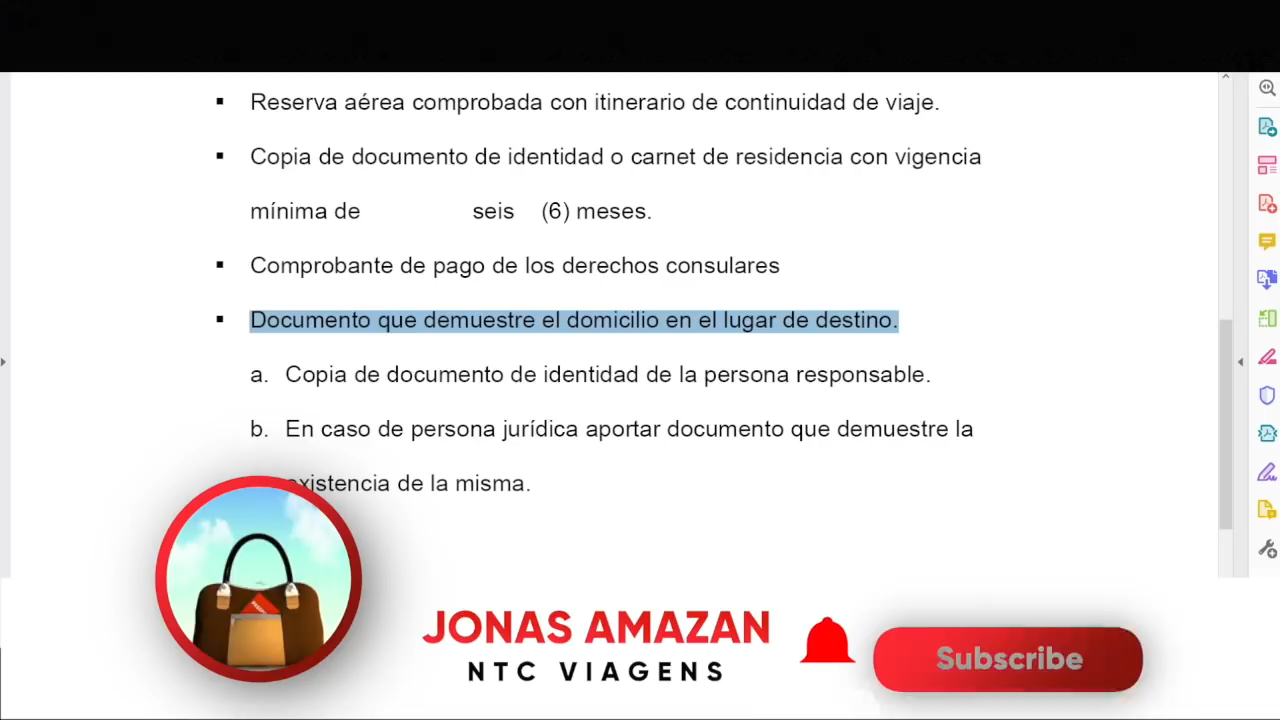 ▪ Reserva aérea comprobada con itinerario de continuidad de viaje.
▪ Copia de documento de identidad o carnet de residencia con vigencia
mínima de seis (6) meses.
▪ Comprobante de pago de los derechos consulares
▪ Documento que demuestre el domicilio en el lugar de destino.
a. Copia de documento de identidad de la persona responsable.
b. En caso de persona jurídica aportar documento que demuestre la
existencia de la misma.
JONAS AMAZAN
NTC VIAGENS
Subscribe